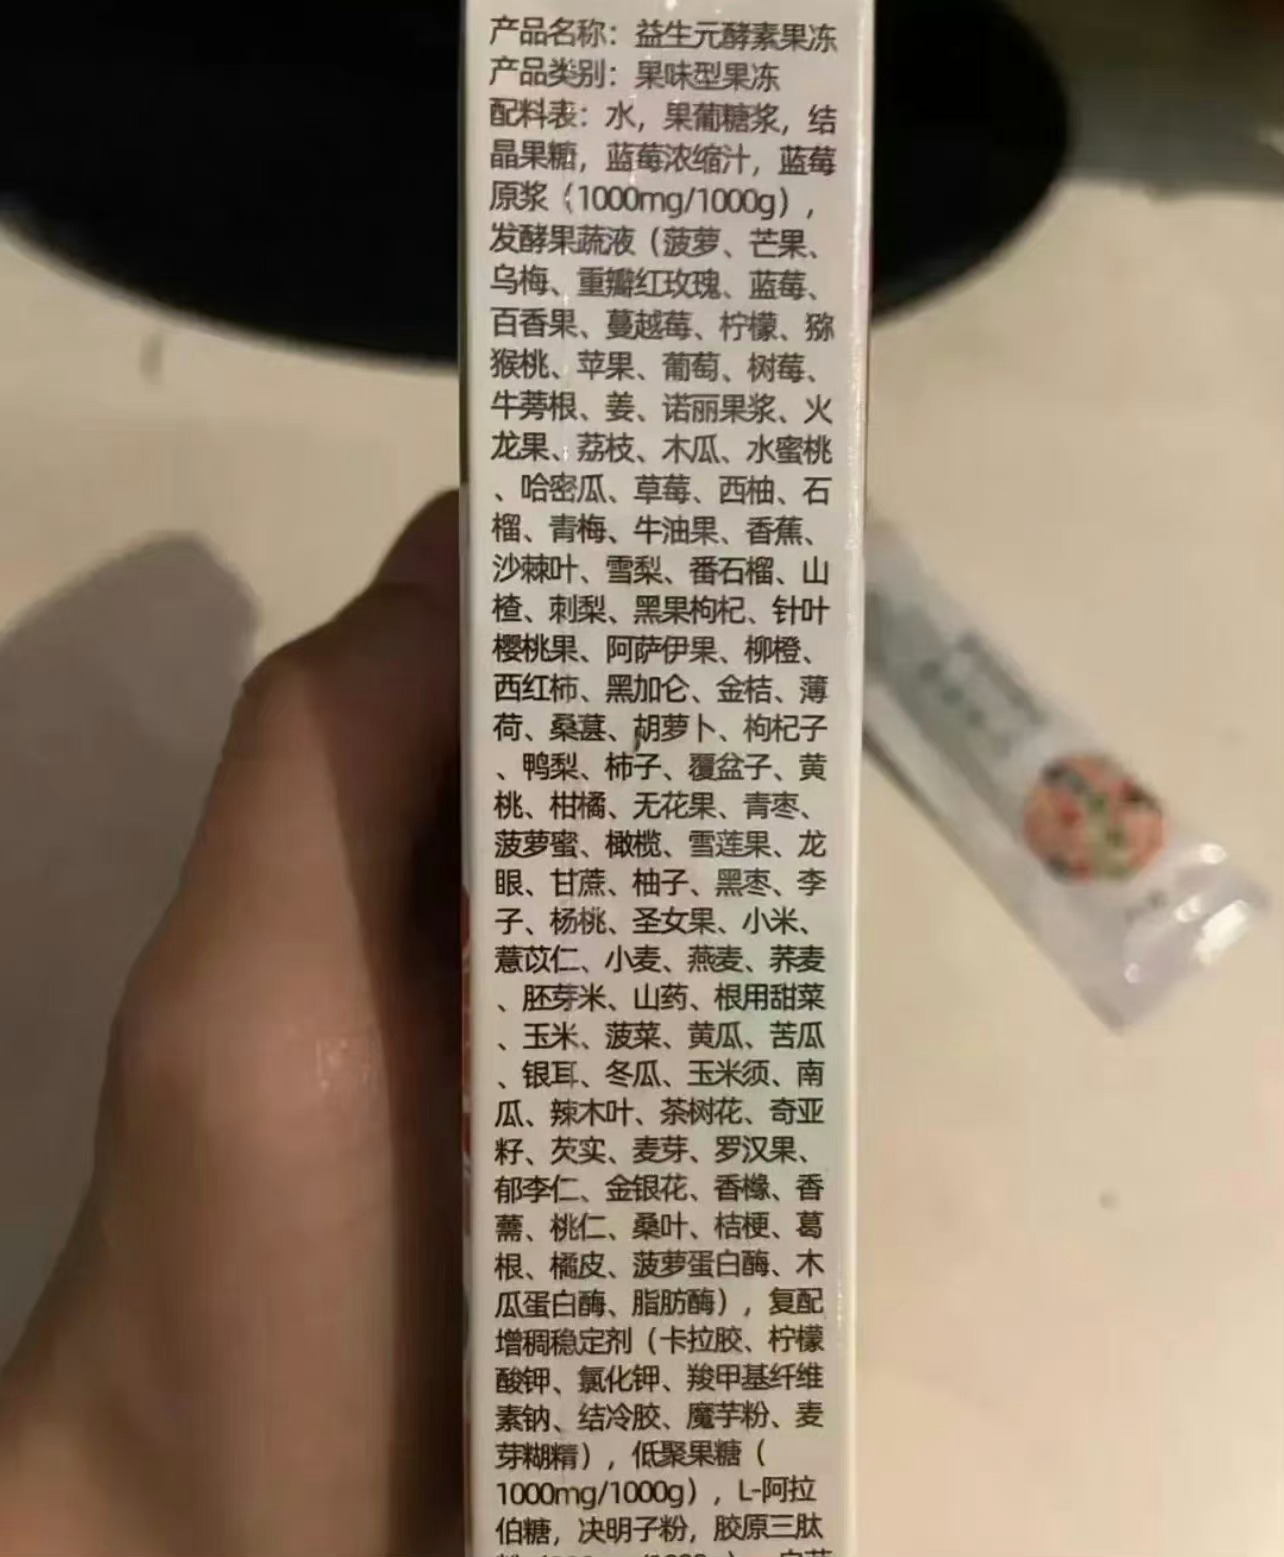 产品名称：益生元酵素果冻
产品类别：果味型果冻
配料表：水，果葡糖浆，结
晶果糖，蓝莓浓缩汁，蓝莓
原浆（1000mg/1000g），
发酵果蔬液（菠萝、芒果、
乌梅、重瓣红玫瑰、蓝莓、
百香果、蔓越莓、柠檬、猕
猴桃、苹果、葡萄、树莓、
牛蒡根、姜、诺丽果浆、火
龙果、荔枝、木瓜、水蜜桃
、哈密瓜、草莓、西柚、石
榴、青梅、牛油果、香蕉、
沙棘叶、雪梨、番石榴、山
楂、刺梨、黑果枸杞、针叶
樱桃果、阿萨伊果、柳橙、
西红柿、黑加仑、金桔、薄
荷、桑葚、胡萝卜、枸杞子
、鸭梨、柿子、覆盆子、黄
桃、柑橘、无花果、青枣、
菠萝蜜、橄榄、雪莲果、龙
眼、甘蔗、柚子、黑枣、李
子、杨桃、圣女果、小米、
薏苡仁、小麦、燕麦、荞麦
、胚芽米、山药、根用甜菜
、玉米、菠菜、黄瓜、苦瓜
、银耳、冬瓜、玉米须、南
瓜、辣木叶、茶树花、奇亚
籽、芡实、麦芽、罗汉果、
郁李仁、金银花、香橼、香
薷、桃仁、桑叶、桔梗、葛
根、橘皮、菠萝蛋白酶、木
瓜蛋白酶、脂肪酶），复配
增稠稳定剂（卡拉胶、柠檬
酸钾、氯化钾、羧甲基纤维
素钠、结冷胶、魔芋粉、麦
芽糊精），低聚果糖（
1000mg/1000g），L-阿拉
伯糖，决明子粉，胶原三肽